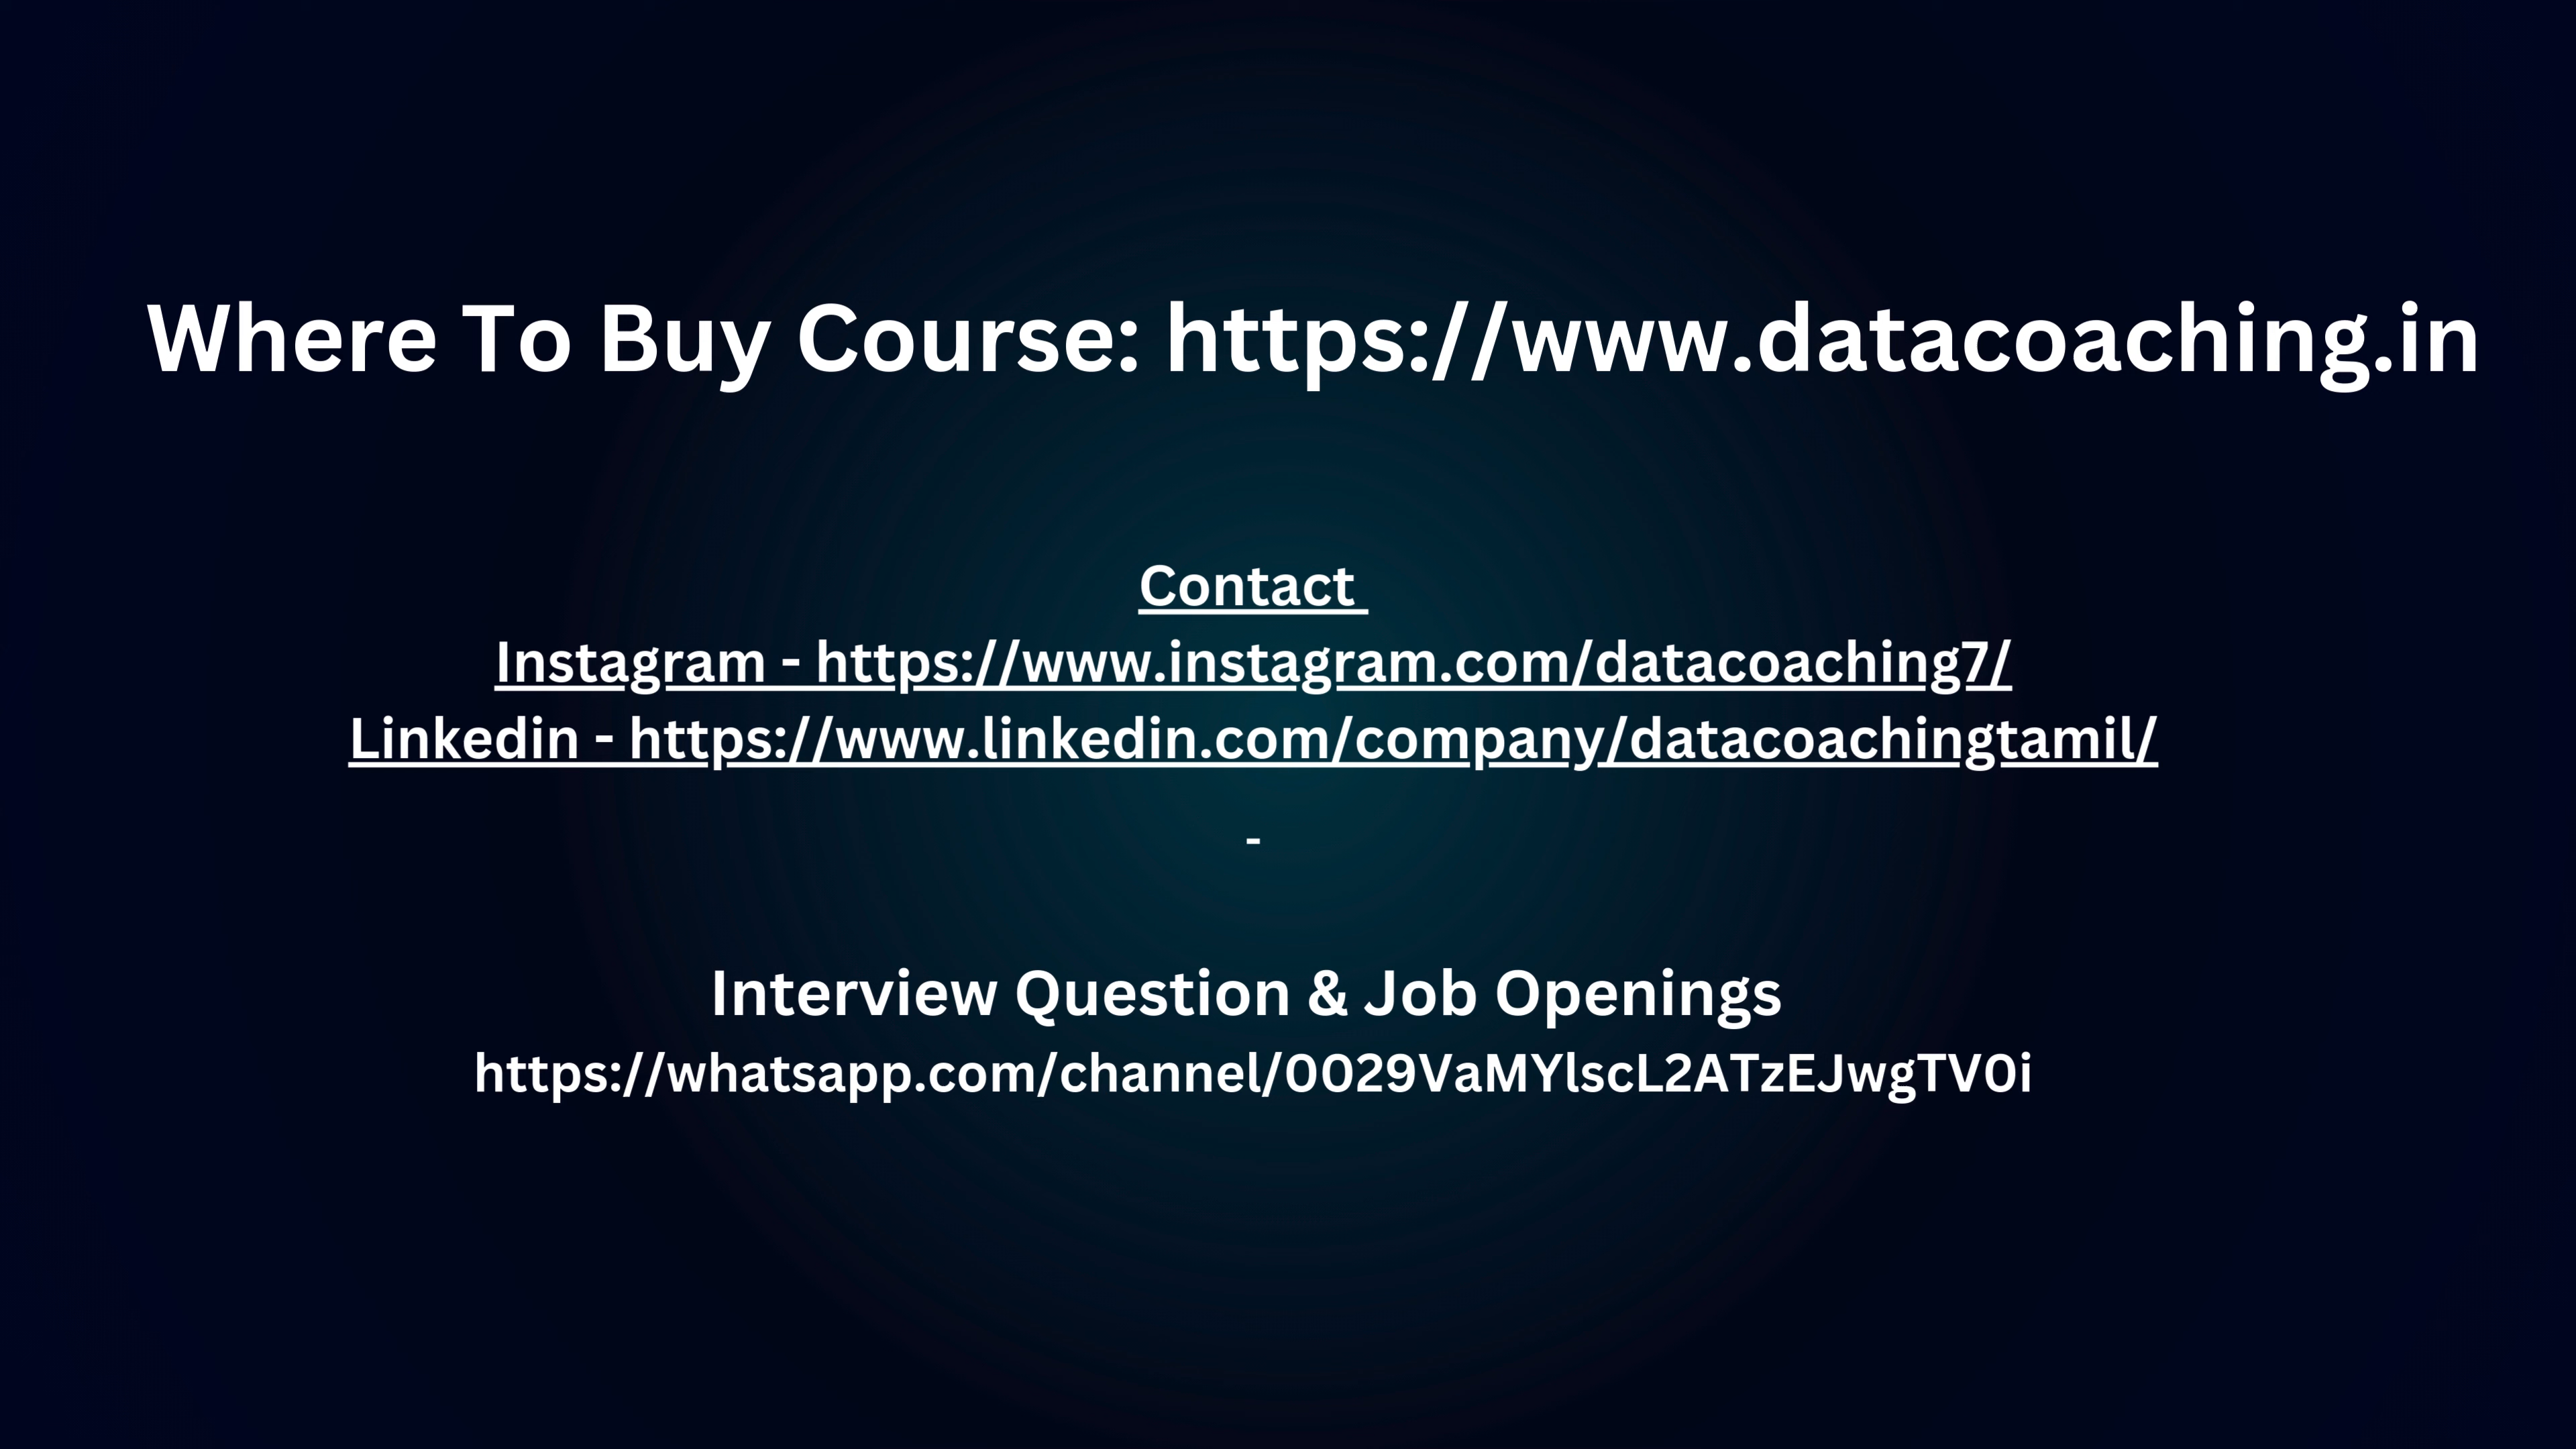 Where To Buy Course: https://www.datacoaching.in
Contact
Instagram - https://www.instagram.com/datacoaching7/
Linkedin - https://www.linkedin.com/company/datacoachingtamil/
-
Interview Question & Job Openings
https://whatsapp.com/channel/0029VaMYlscL2ATzEJwgTV0i